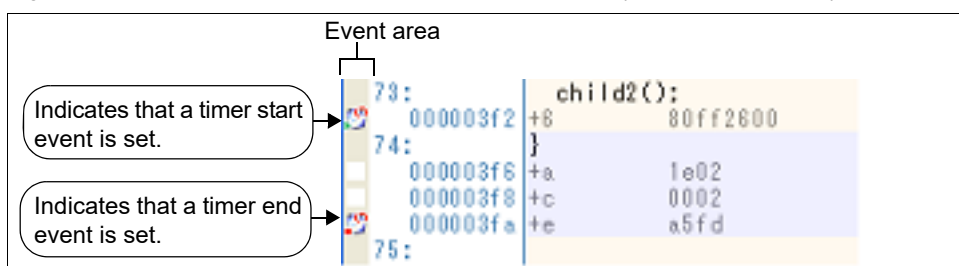 Event area
Indicates that a timer start
event is set.
Indicates that a timer end
event is set.
73: child2();
000003f2 +6 80ff2600
74: }
000003f6 +a 1e02
000003f8 +c 0002
000003fa +e a5fd
75: